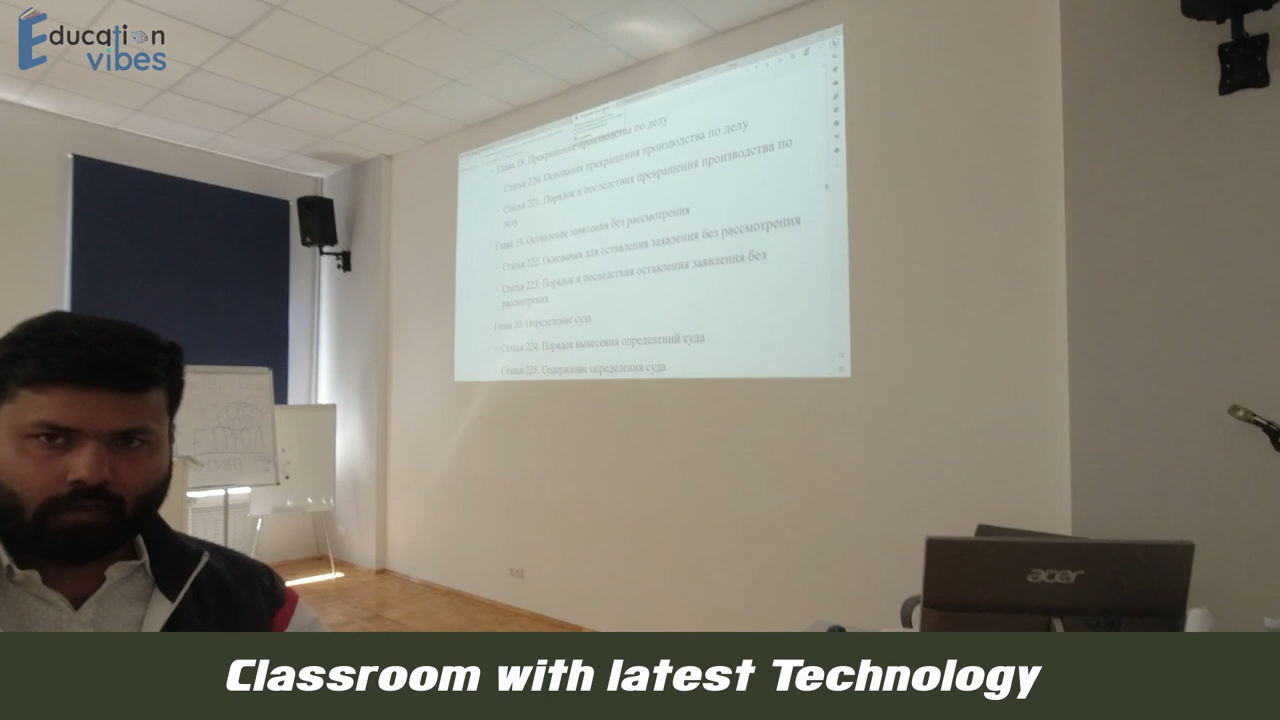 Education
vibes
Глава 18. Прекращение производства по делу
Статья 220. Основания прекращения производства по делу
Статья 221. Порядок и последствия прекращения производства по
делу
Глава 19. Оставление заявления без рассмотрения
Статья 222. Основания для оставления заявления без рассмотрения
Статья 223. Порядок и последствия оставления заявления без
рассмотрения
Глава 20. Определение суда
Статья 224. Порядок вынесения определений суда
Статья 225. Содержание определения суда
acer
Classroom with latest Technology